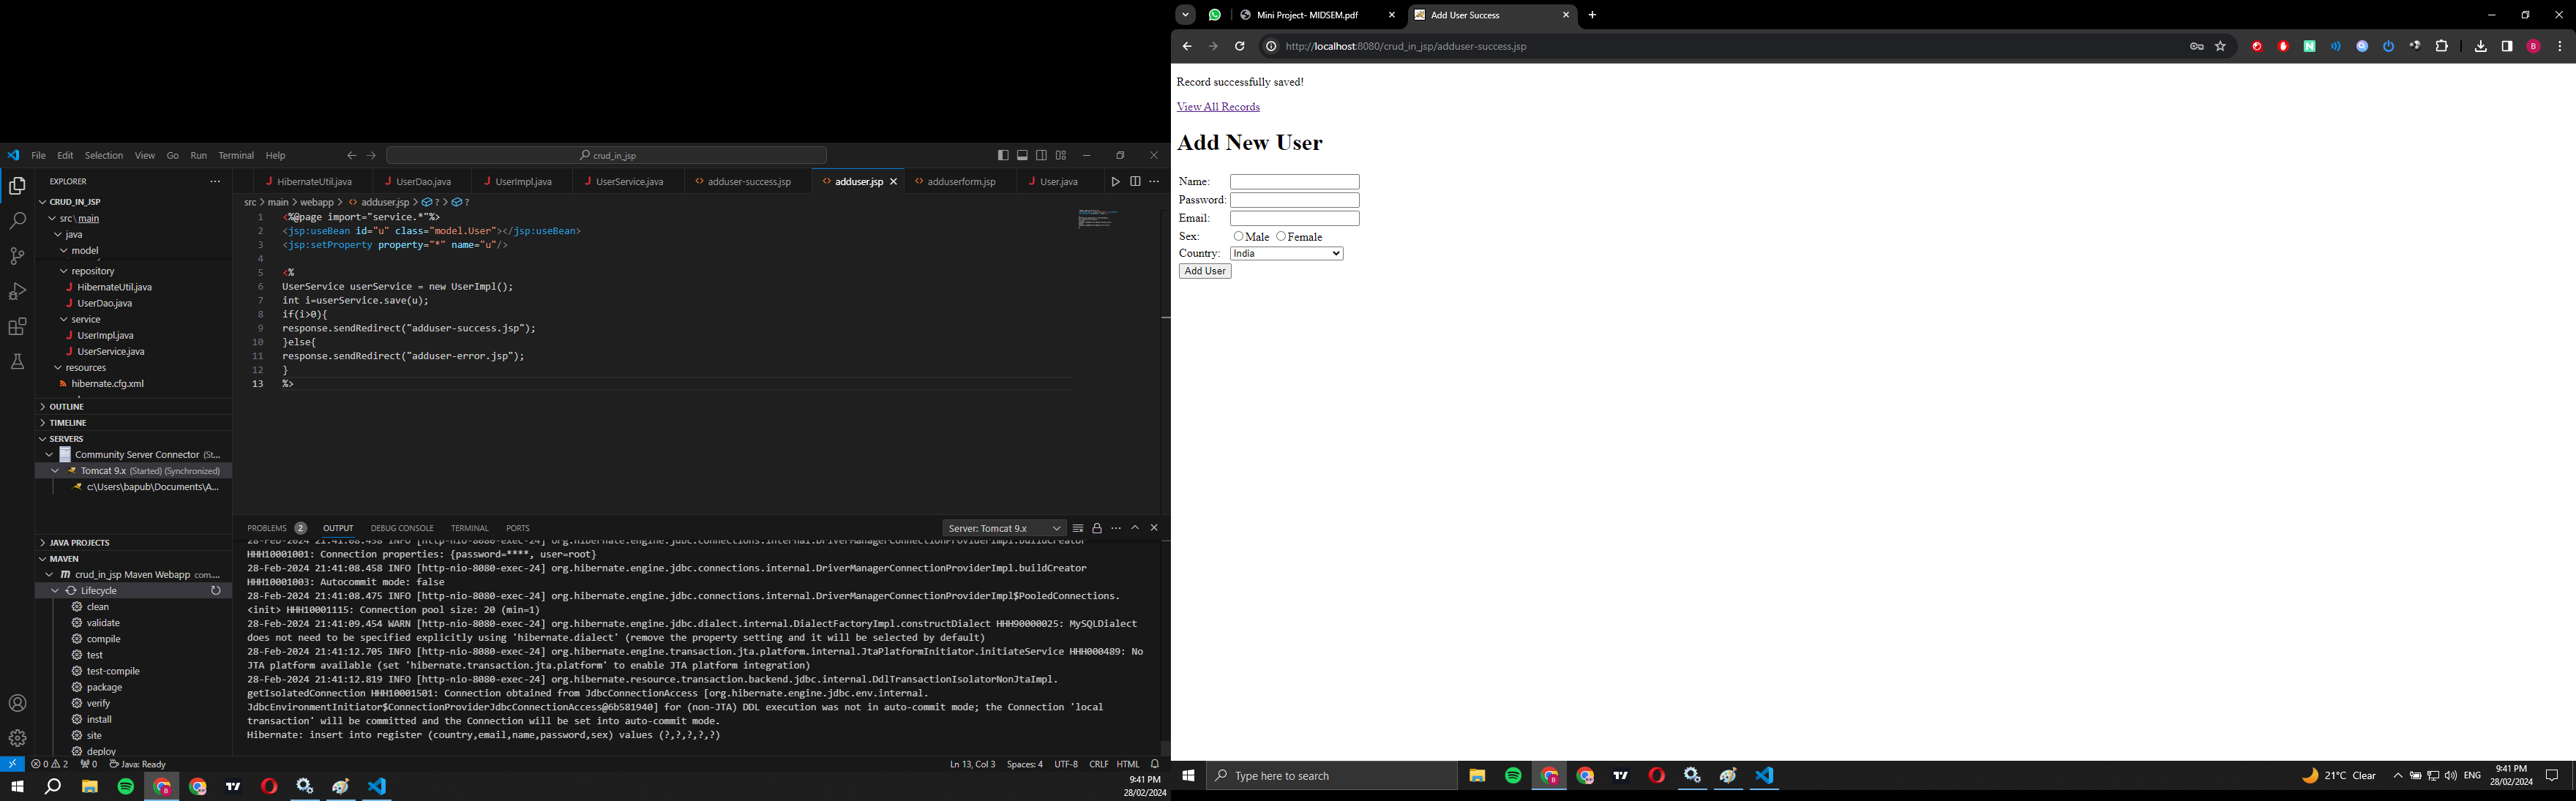 File Edit Selection View Go Run Terminal Help
crud_in_jsp
EXPLORER
CRUD_IN_JSP
src \ main
java
model
repository
HibernateUtil.java
UserDao.java
service
UserImpl.java
UserService.java
resources
hibernate.cfg.xml
OUTLINE
TIMELINE
SERVERS
Community Server Connector (St...
Tomcat 9.x (Started) (Synchronized)
c:\Users\bapub\Documents\A...
JAVA PROJECTS
MAVEN
crud_in_jsp Maven Webapp com....
Lifecycle
clean
validate
compile
test
test-compile
package
verify
install
site
deploy
HibernateUtil.java UserDao.java UserImpl.java UserService.java adduser-success.jsp adduser.jsp adduserform.jsp User.java
src > main > webapp > adduser.jsp > ? > ?
1 <%@page import="service.*"%>
2 <jsp:useBean id="u" class="model.User"></jsp:useBean>
3 <jsp:setProperty property="*" name="u"/>
4
5 <%
6 UserService userService = new UserImpl();
7 int i=userService.save(u);
8 if(i>0){
9 response.sendRedirect("adduser-success.jsp");
10 }else{
11 response.sendRedirect("adduser-error.jsp");
12 }
13 %>
PROBLEMS 2 OUTPUT DEBUG CONSOLE TERMINAL PORTS
Server: Tomcat 9.x
28-Feb-2024 21:41:08.458 INFO [http-nio-8080-exec-24] org.hibernate.engine.jdbc.connections.internal.DriverManagerConnectionProviderImpl.buildCreator
HHH10001001: Connection properties: {password=****, user=root}
28-Feb-2024 21:41:08.458 INFO [http-nio-8080-exec-24] org.hibernate.engine.jdbc.connections.internal.DriverManagerConnectionProviderImpl.buildCreator
HHH10001003: Autocommit mode: false
28-Feb-2024 21:41:08.475 INFO [http-nio-8080-exec-24] org.hibernate.engine.jdbc.connections.internal.DriverManagerConnectionProviderImpl$PooledConnections.
<init> HHH10001115: Connection pool size: 20 (min=1)
28-Feb-2024 21:41:09.454 WARN [http-nio-8080-exec-24] org.hibernate.engine.jdbc.dialect.internal.DialectFactoryImpl.constructDialect HHH90000025: MySQLDialect
does not need to be specified explicitly using 'hibernate.dialect' (remove the property setting and it will be selected by default)
28-Feb-2024 21:41:12.705 INFO [http-nio-8080-exec-24] org.hibernate.engine.transaction.jta.platform.internal.JtaPlatformInitiator.initiateService HHH000489: No
JTA platform available (set 'hibernate.transaction.jta.platform' to enable JTA platform integration)
28-Feb-2024 21:41:12.819 INFO [http-nio-8080-exec-24] org.hibernate.resource.transaction.backend.jdbc.internal.DdlTransactionIsolatorNonJtaImpl.
getIsolatedConnection HHH10001501: Connection obtained from JdbcConnectionAccess [org.hibernate.engine.jdbc.env.internal.
JdbcEnvironmentInitiator$ConnectionProviderJdbcConnectionAccess@6b581940] for (non-JTA) DDL execution was not in auto-commit mode; the Connection 'local
transaction' will be committed and the Connection will be set into auto-commit mode.
Hibernate: insert into register (country,email,name,password,sex) values (?,?,?,?,?)
0 2 0 Java: Ready
Ln 13, Col 3 Spaces: 4 UTF-8 CRLF HTML
9:41 PM
28/02/2024
Mini Project- MIDSEM.pdf
Add User Success
http://localhost:8080/crud_in_jsp/adduser-success.jsp
Record successfully saved!
View All Records
Add New User
Name:
Password:
Email:
Sex: Male Female
Country: India
Add User
Type here to search
21°C Clear
ENG
9:41 PM
28/02/2024